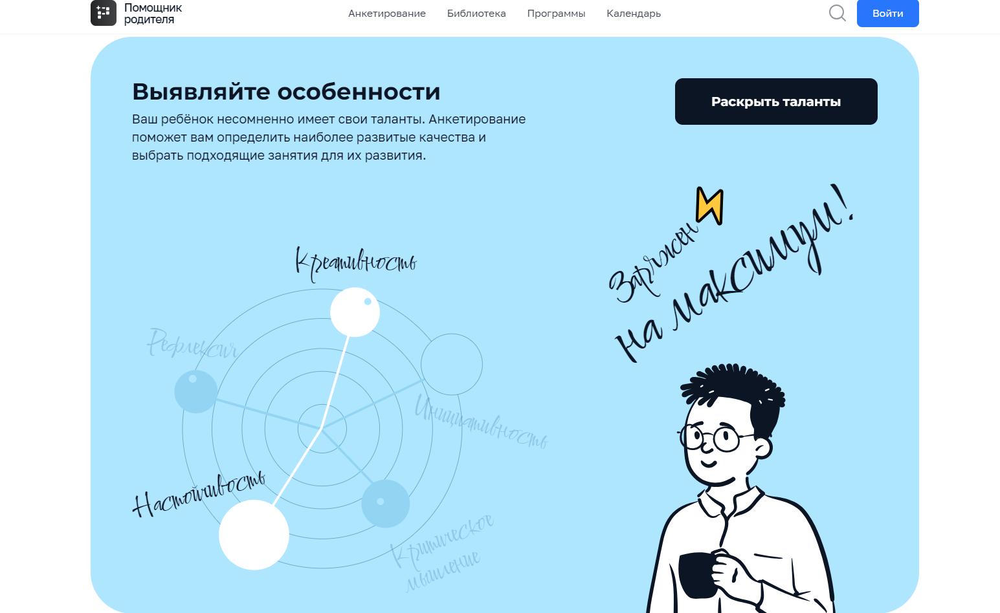 Помощник
родителя
Анкетирование Библиотека Программы Календарь
Войти
Выявляйте особенности
Ваш ребёнок несомненно имеет свои таланты. Анкетирование
поможет вам определить наиболее развитые качества и
выбрать подходящие занятия для их развития.
Раскрыть таланты
Заряжен
на максимум!
Креативность
Рефлексия
Инициативность
Настойчивость
Критическое
мышление